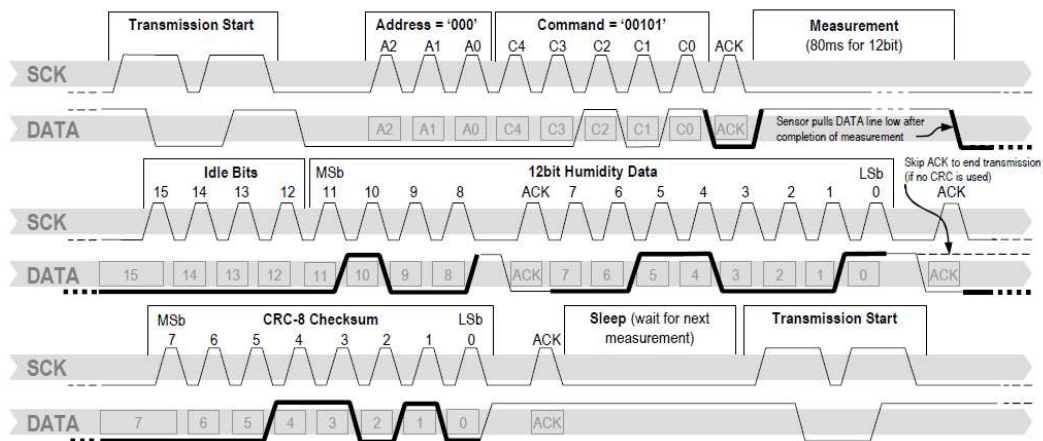 Transmission Start Address = ‘000’ Command = ‘00101’ Measurement
(80ms for 12bit)
A2 A1 A0 C4 C3 C2 C1 C0 ACK
SCK
DATA A2 A1 A0 C4 C3 C2 C1 C0 ACK
Sensor pulls DATA line low after
completion of measurement
Skip ACK to end transmission
(if no CRC is used)
Idle Bits MSb 12bit Humidity Data LSb
15 14 13 12 11 10 9 8 ACK 7 6 5 4 3 2 1 0 ACK
SCK
DATA 15 14 13 12 11 10 9 8 ACK 7 6 5 4 3 2 1 0 ACK
MSb CRC-8 Checksum LSb Sleep (wait for next
measurement) Transmission Start
7 6 5 4 3 2 1 0 ACK
SCK
DATA 7 6 5 4 3 2 1 0 ACK